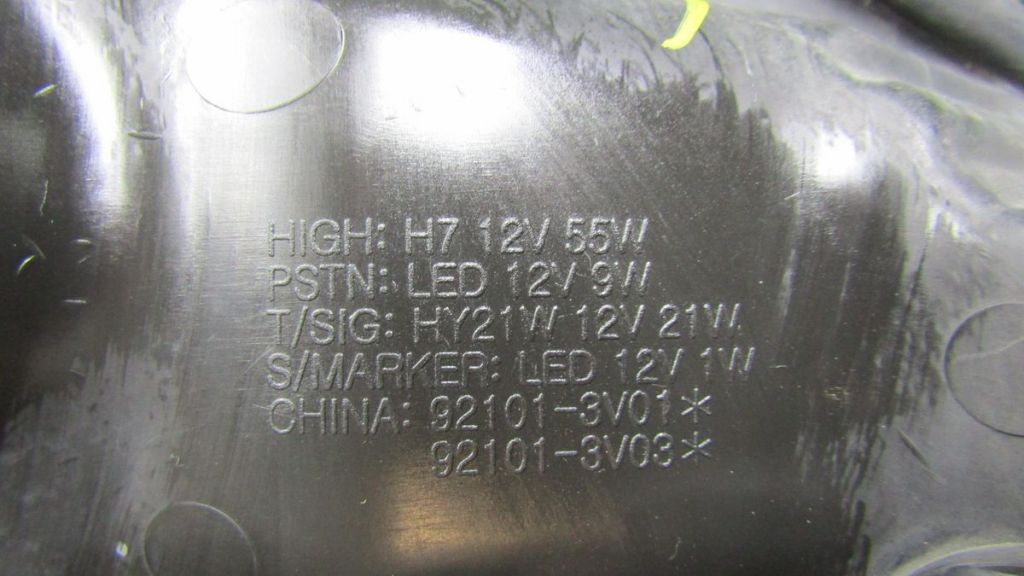 HIGH: H7 12V 55W
PSTN: LED 12V 9W
T/SIG: HY21W 12V 21W
S/MARKER: LED 12V 1W
CHINA: 92101-3V01*
92101-3V03*